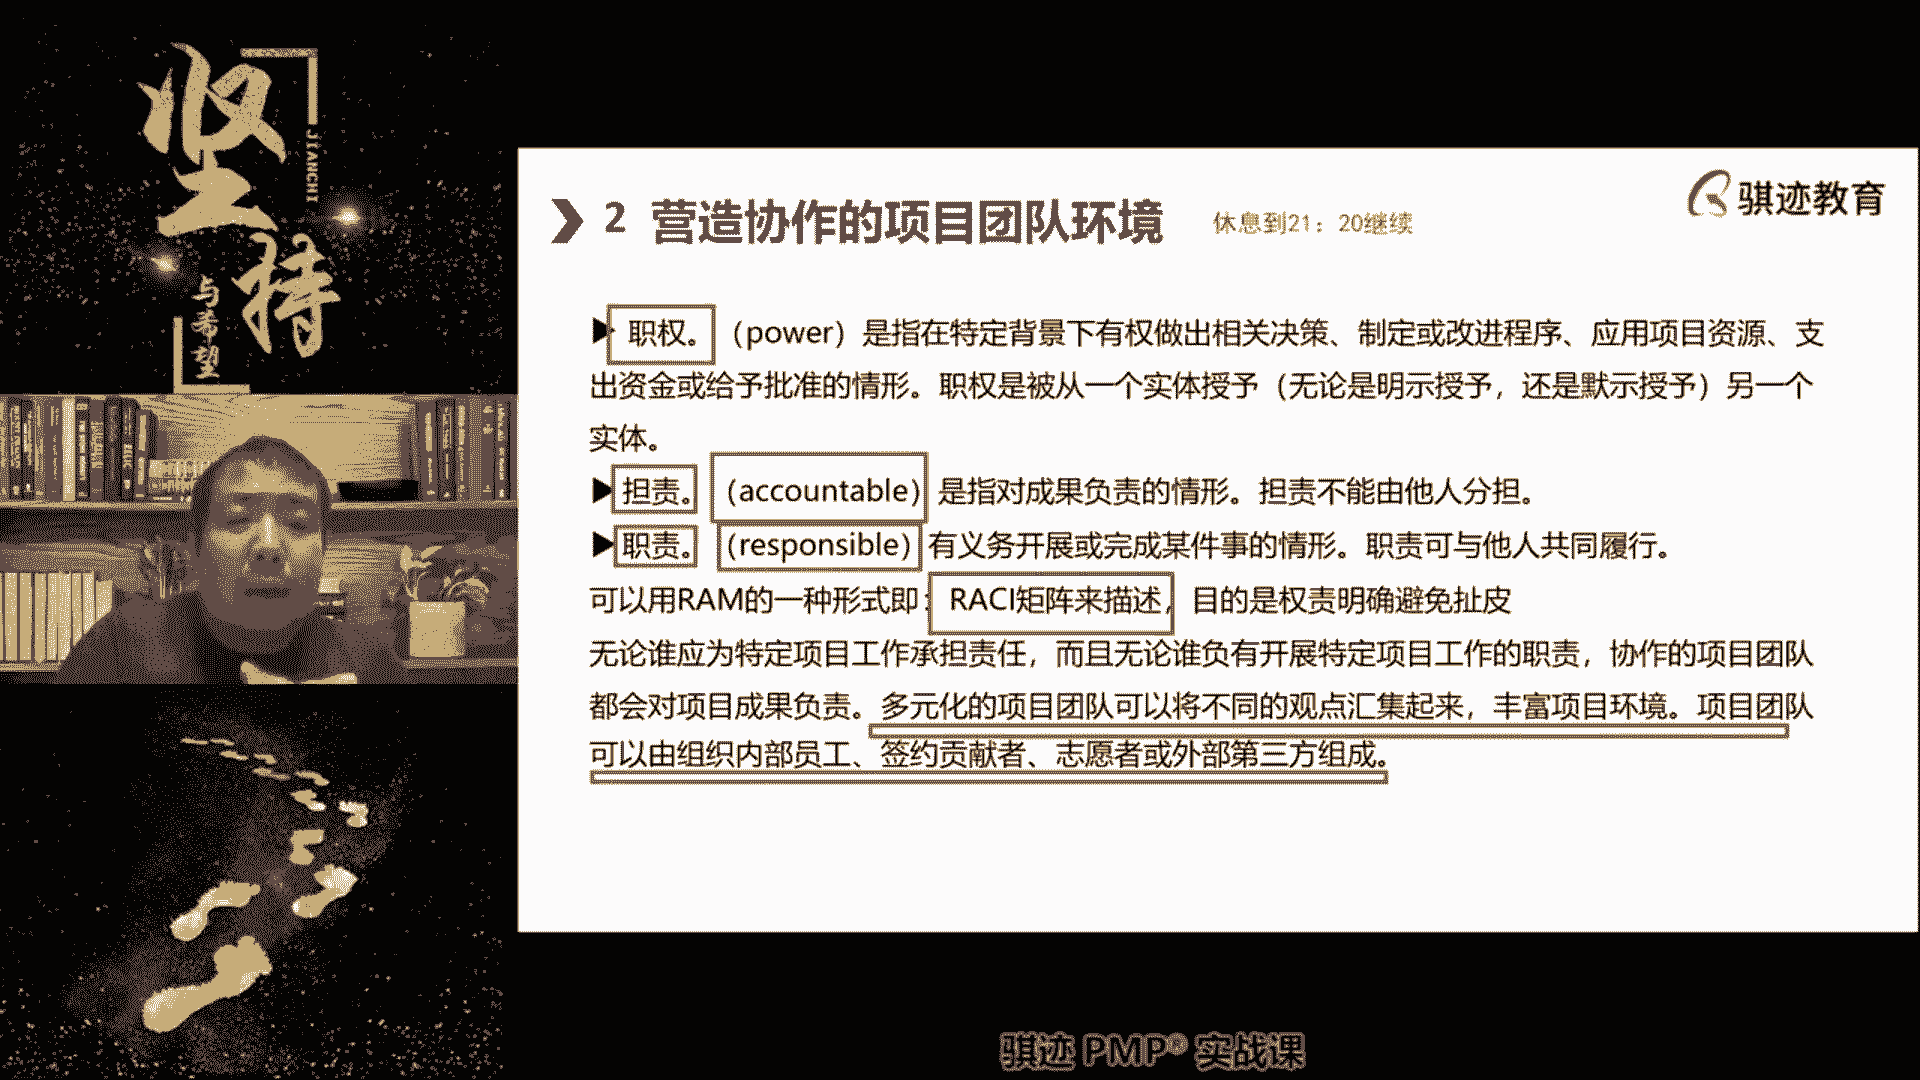 坚持
JIANCHI
与希望
2 营造协作的项目团队环境
休息到21：20继续
骐迹教育
职权。（power）是指在特定背景下有权做出相关决策、制定或改进程序、应用项目资源、支
出资金或给予批准的情形。职权是被从一个实体授予（无论是明示授予，还是默示授予）另一个
实体。
担责。（accountable）是指对成果负责的情形。担责不能由他人分担。
职责。（responsible）有义务开展或完成某件事的情形。职责可与他人共同履行。
可以用RAM的一种形式即：RACI矩阵来描述，目的是权责明确避免扯皮
无论谁应为特定项目工作承担责任，而且无论谁负有开展特定项目工作的职责，协作的项目团队
都会对项目成果负责。多元化的项目团队可以将不同的观点汇集起来，丰富项目环境。项目团队
可以由组织内部员工、签约贡献者、志愿者或外部第三方组成。
骐迹 PMP® 实战课